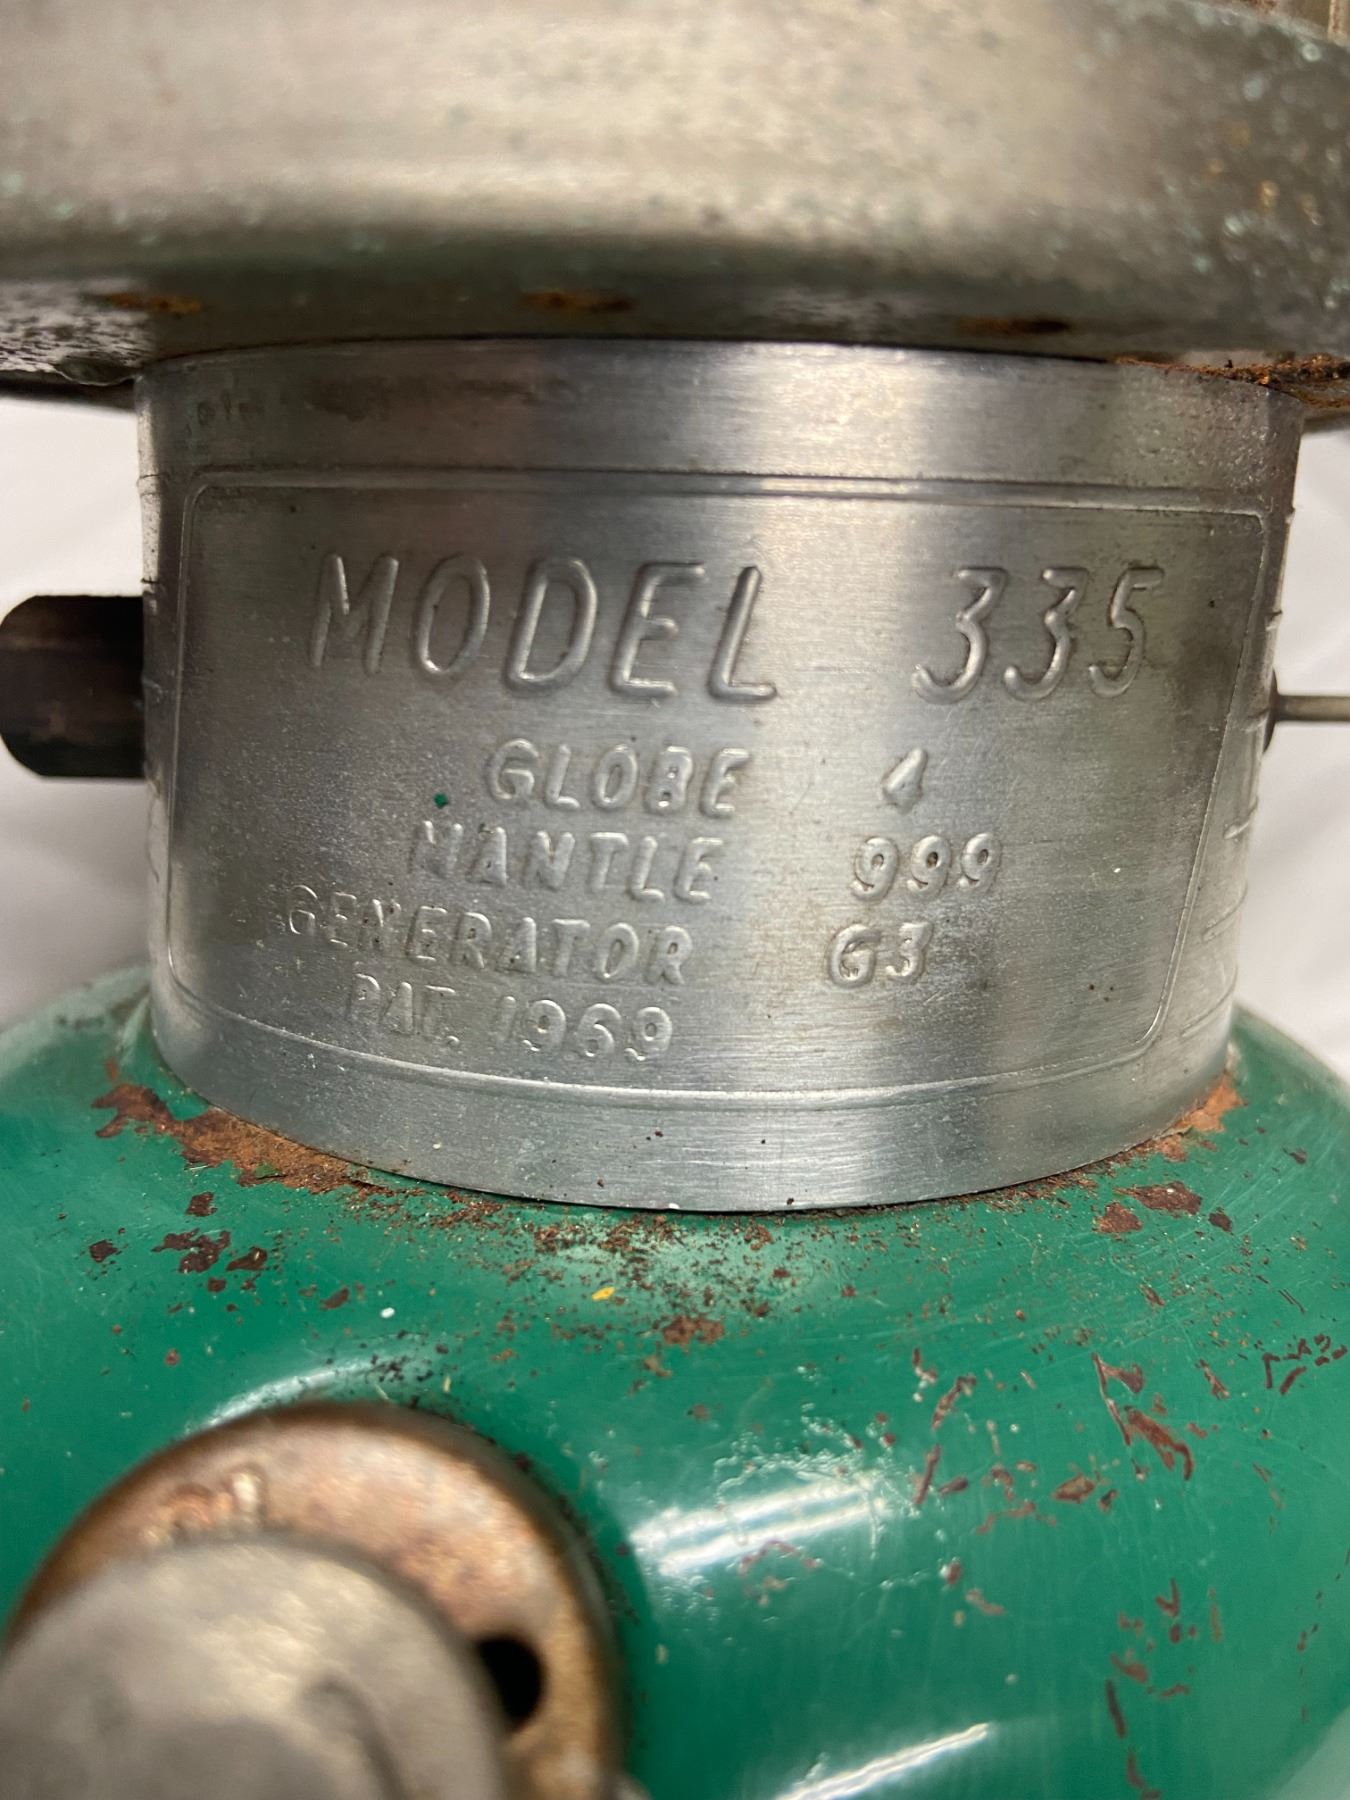 MODEL 335
GLOBE 4
MANTLE 999
GENERATOR G3
PAT. 1969